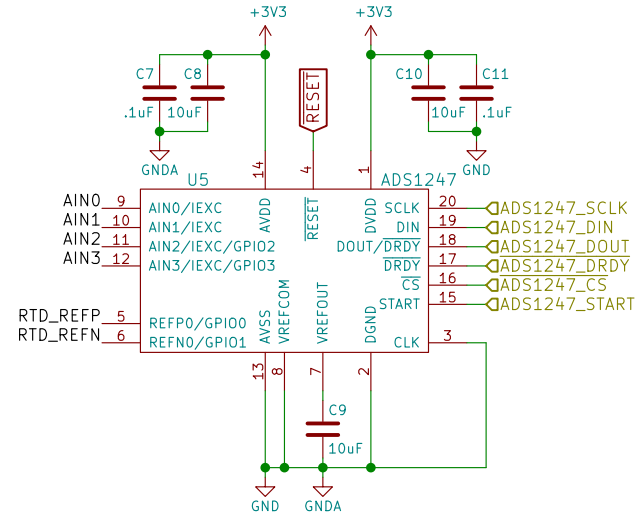 +3V3 +3V3
C7 C8 RESET C10 C11
.1uF 10uF 10uF .1uF
GNDA GND
U5 ADS1247
14 4 1
AIN0 9 AIN0/IEXC AVDD RESET DVDD SCLK 20 ADS1247_SCLK
AIN1 10 AIN1/IEXC DIN 19 ADS1247_DIN
AIN2 11 AIN2/IEXC/GPIO2 DOUT/DRDY 18 ADS1247_DOUT
AIN3 12 AIN3/IEXC/GPIO3 DRDY 17 ADS1247_DRDY
CS 16 ADS1247_CS
START 15 ADS1247_START
RTD_REFP 5 REFP0/GPIO0 AVSS VREFCOM VREFOUT DGND
RTD_REFN 6 REFN0/GPIO1 CLK 3
13 8 7 2
C9
10uF
GND GNDA